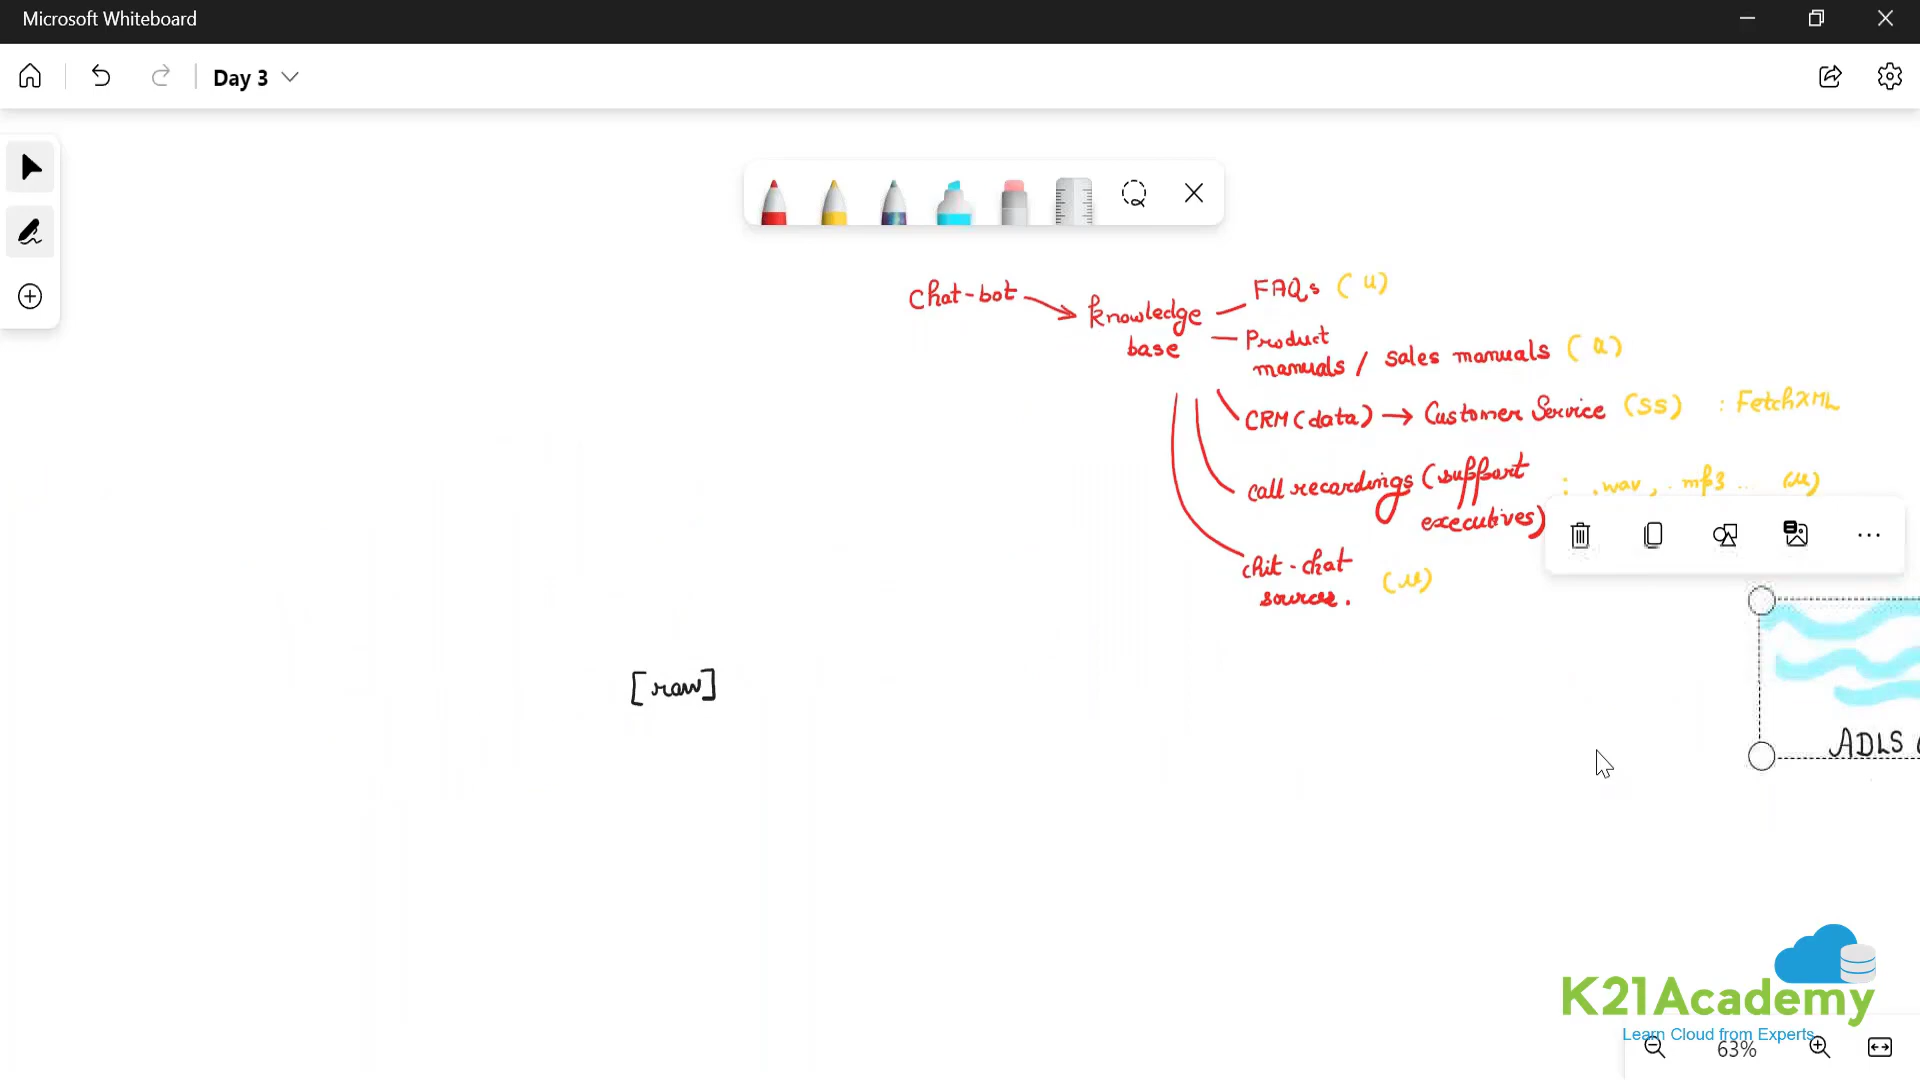 Microsoft Whiteboard
Day 3
Chat-bot
knowledge
base
FAQs (u)
Product
manuals / sales manuals (u)
CRM (data) → Customer Service (SS) : FetchXML
call recordings (support
executives)
: .wav, .mp3 ... (u)
chit-chat
sources.
(u)
[raw]
ADLS
K21Academy
Learn Cloud from Experts
63%